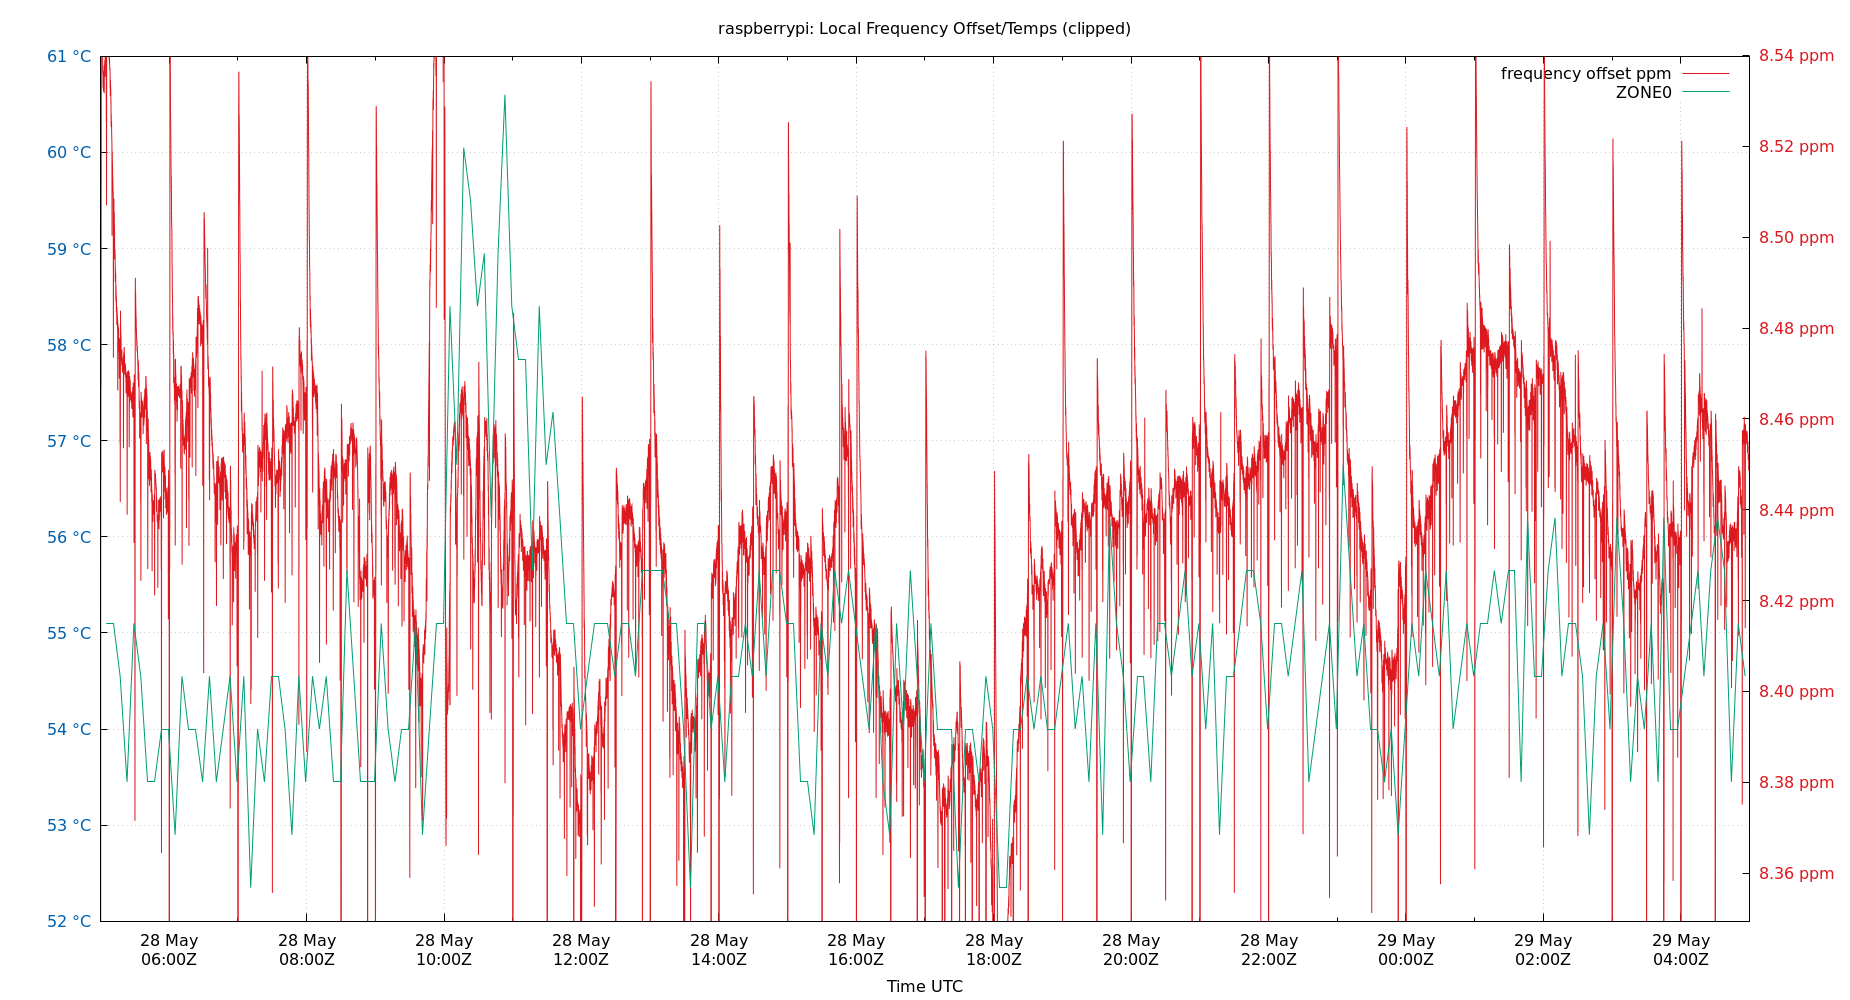 raspberrypi: Local Frequency Offset/Temps (clipped)
61 °C
60 °C
59 °C
58 °C
57 °C
56 °C
55 °C
54 °C
53 °C
52 °C
8.54 ppm
8.52 ppm
8.50 ppm
8.48 ppm
8.46 ppm
8.44 ppm
8.42 ppm
8.40 ppm
8.38 ppm
8.36 ppm
frequency offset ppm
ZONE0
28 May
06:00Z
28 May
08:00Z
28 May
10:00Z
28 May
12:00Z
28 May
14:00Z
28 May
16:00Z
28 May
18:00Z
28 May
20:00Z
28 May
22:00Z
29 May
00:00Z
29 May
02:00Z
29 May
04:00Z
Time UTC